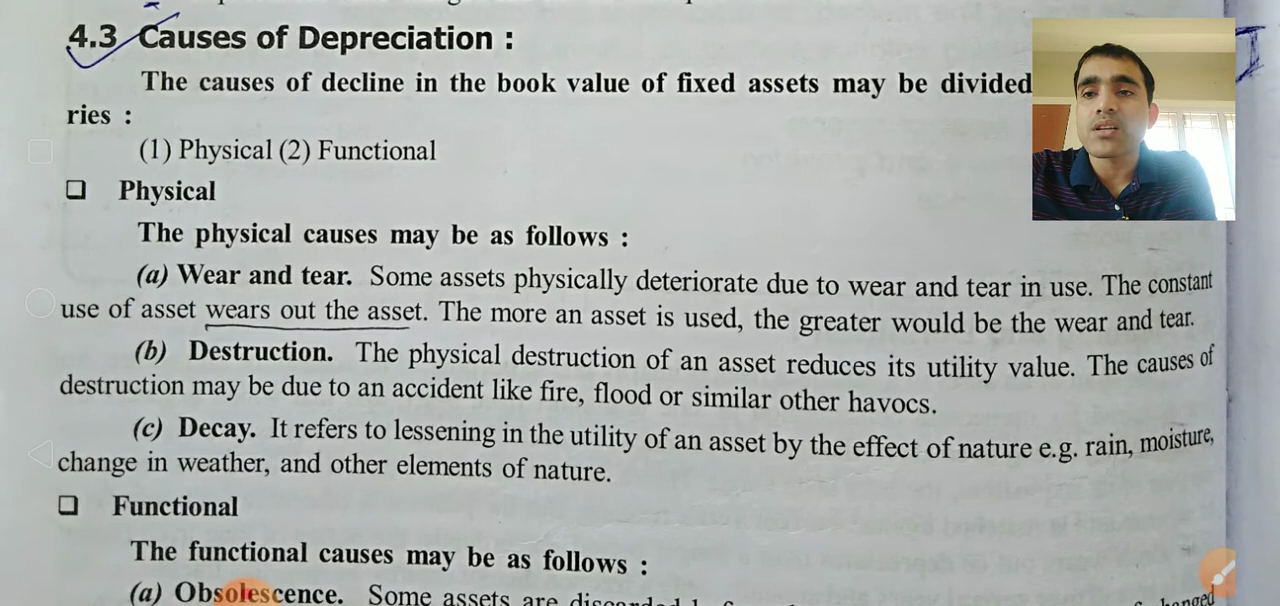 4.3 Causes of Depreciation :
The causes of decline in the book value of fixed assets may be divided
ries :
(1) Physical (2) Functional
❑ Physical
The physical causes may be as follows :
(a) Wear and tear. Some assets physically deteriorate due to wear and tear in use. The constant
use of asset wears out the asset. The more an asset is used, the greater would be the wear and tear.
(b) Destruction. The physical destruction of an asset reduces its utility value. The causes of
destruction may be due to an accident like fire, flood or similar other havocs.
(c) Decay. It refers to lessening in the utility of an asset by the effect of nature e.g. rain, moisture,
change in weather, and other elements of nature.
❑ Functional
The functional causes may be as follows :
(a) Obsolescence. Some assets are